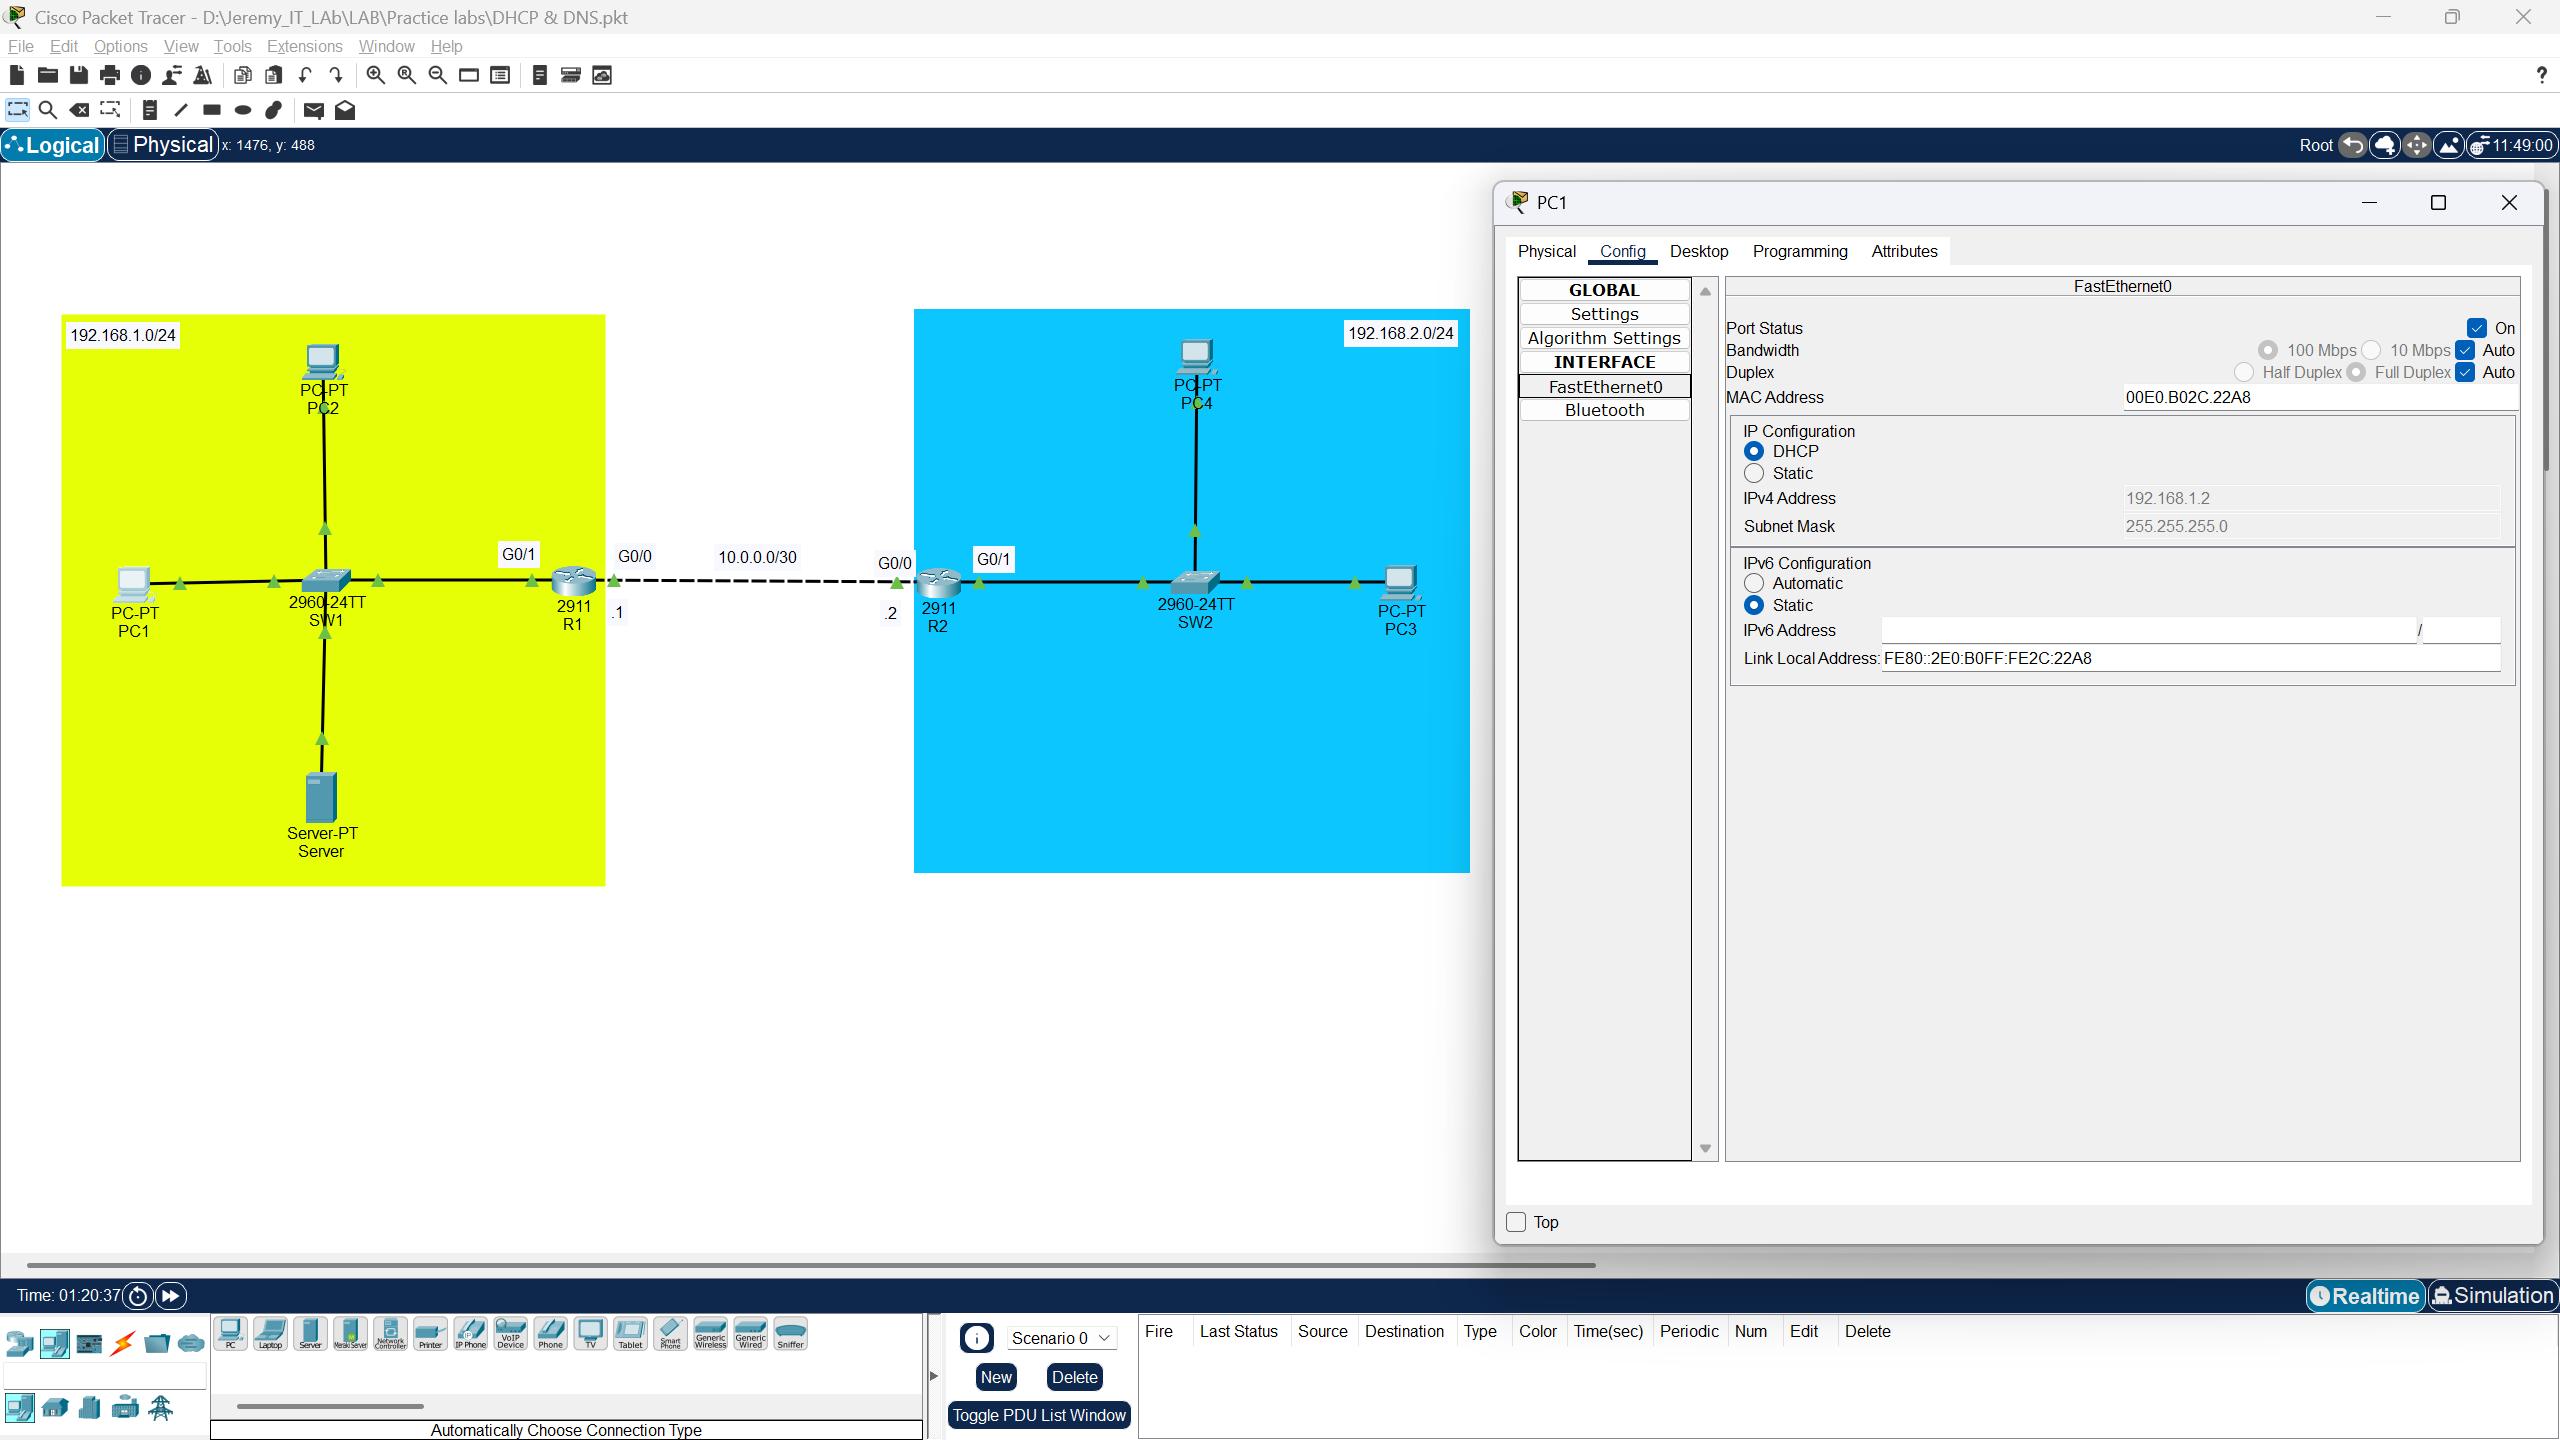 Cisco Packet Tracer - D:\Jeremy_IT_LAb\LAB\Practice labs\DHCP & DNS.pkt
File Edit Options View Tools Extensions Window Help
Logical Physical x: 1476, y: 488
Root 11:49:00
192.168.1.0/24
PC-PT
PC2
PC-PT
PC1
2960-24TT
SW1
G0/1
2911
R1
Server-PT
Server
G0/0
.1
10.0.0.0/30
G0/0
.2
192.168.2.0/24
PC-PT
PC4
G0/1
2911
R2
2960-24TT
SW2
PC-PT
PC3
PC1
Physical Config Desktop Programming Attributes
GLOBAL
Settings
Algorithm Settings
INTERFACE
FastEthernet0
Bluetooth
FastEthernet0
Port Status On
Bandwidth 100 Mbps 10 Mbps Auto
Duplex Half Duplex Full Duplex Auto
MAC Address 00E0.B02C.22A8
IP Configuration
DHCP
Static
IPv4 Address 192.168.1.2
Subnet Mask 255.255.255.0
IPv6 Configuration
Automatic
Static
IPv6 Address /
Link Local Address: FE80::2E0:B0FF:FE2C:22A8
Top
Time: 01:20:37
Realtime Simulation
PC
Laptop
Server
Meraki Server
Network Controller
Printer
IP Phone
VoIP Device
Phone
TV
Tablet
Smart Phone
Generic Wireless
Generic Wired
Sniffer
Automatically Choose Connection Type
Scenario 0
New Delete
Toggle PDU List Window
Fire Last Status Source Destination Type Color Time(sec) Periodic Num Edit Delete